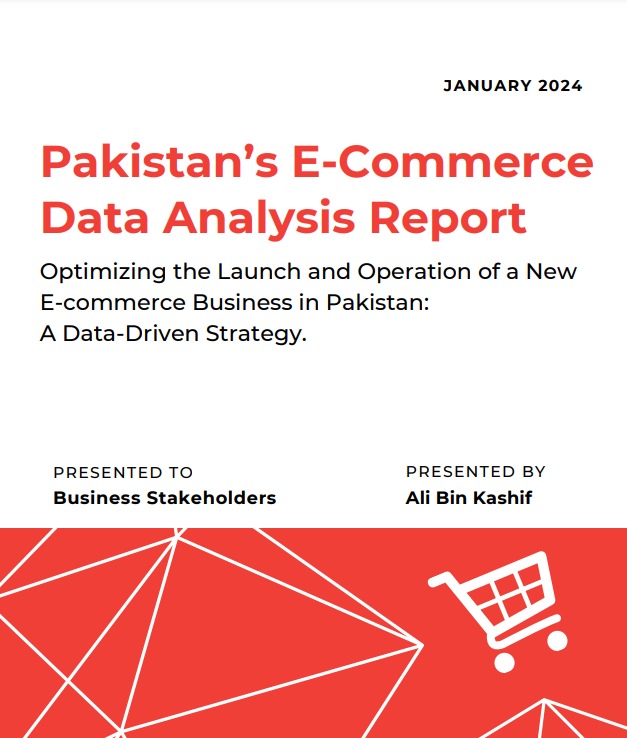 JANUARY 2024
Pakistan’s E-Commerce
Data Analysis Report
Optimizing the Launch and Operation of a New
E-commerce Business in Pakistan:
A Data-Driven Strategy.
PRESENTED TO
Business Stakeholders
PRESENTED BY
Ali Bin Kashif